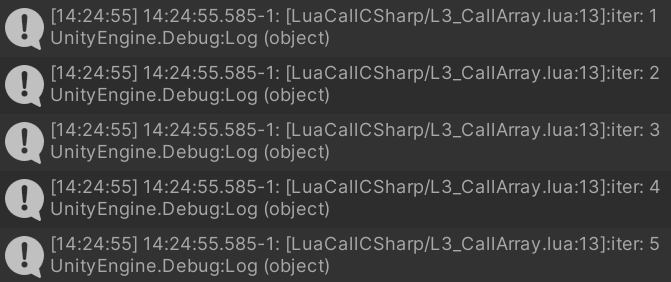 [14:24:55] 14:24:55.585-1: [LuaCallCSharp/L3_CallArray.lua:13]:iter: 1
UnityEngine.Debug:Log (object)
[14:24:55] 14:24:55.585-1: [LuaCallCSharp/L3_CallArray.lua:13]:iter: 2
UnityEngine.Debug:Log (object)
[14:24:55] 14:24:55.585-1: [LuaCallCSharp/L3_CallArray.lua:13]:iter: 3
UnityEngine.Debug:Log (object)
[14:24:55] 14:24:55.585-1: [LuaCallCSharp/L3_CallArray.lua:13]:iter: 4
UnityEngine.Debug:Log (object)
[14:24:55] 14:24:55.585-1: [LuaCallCSharp/L3_CallArray.lua:13]:iter: 5
UnityEngine.Debug:Log (object)